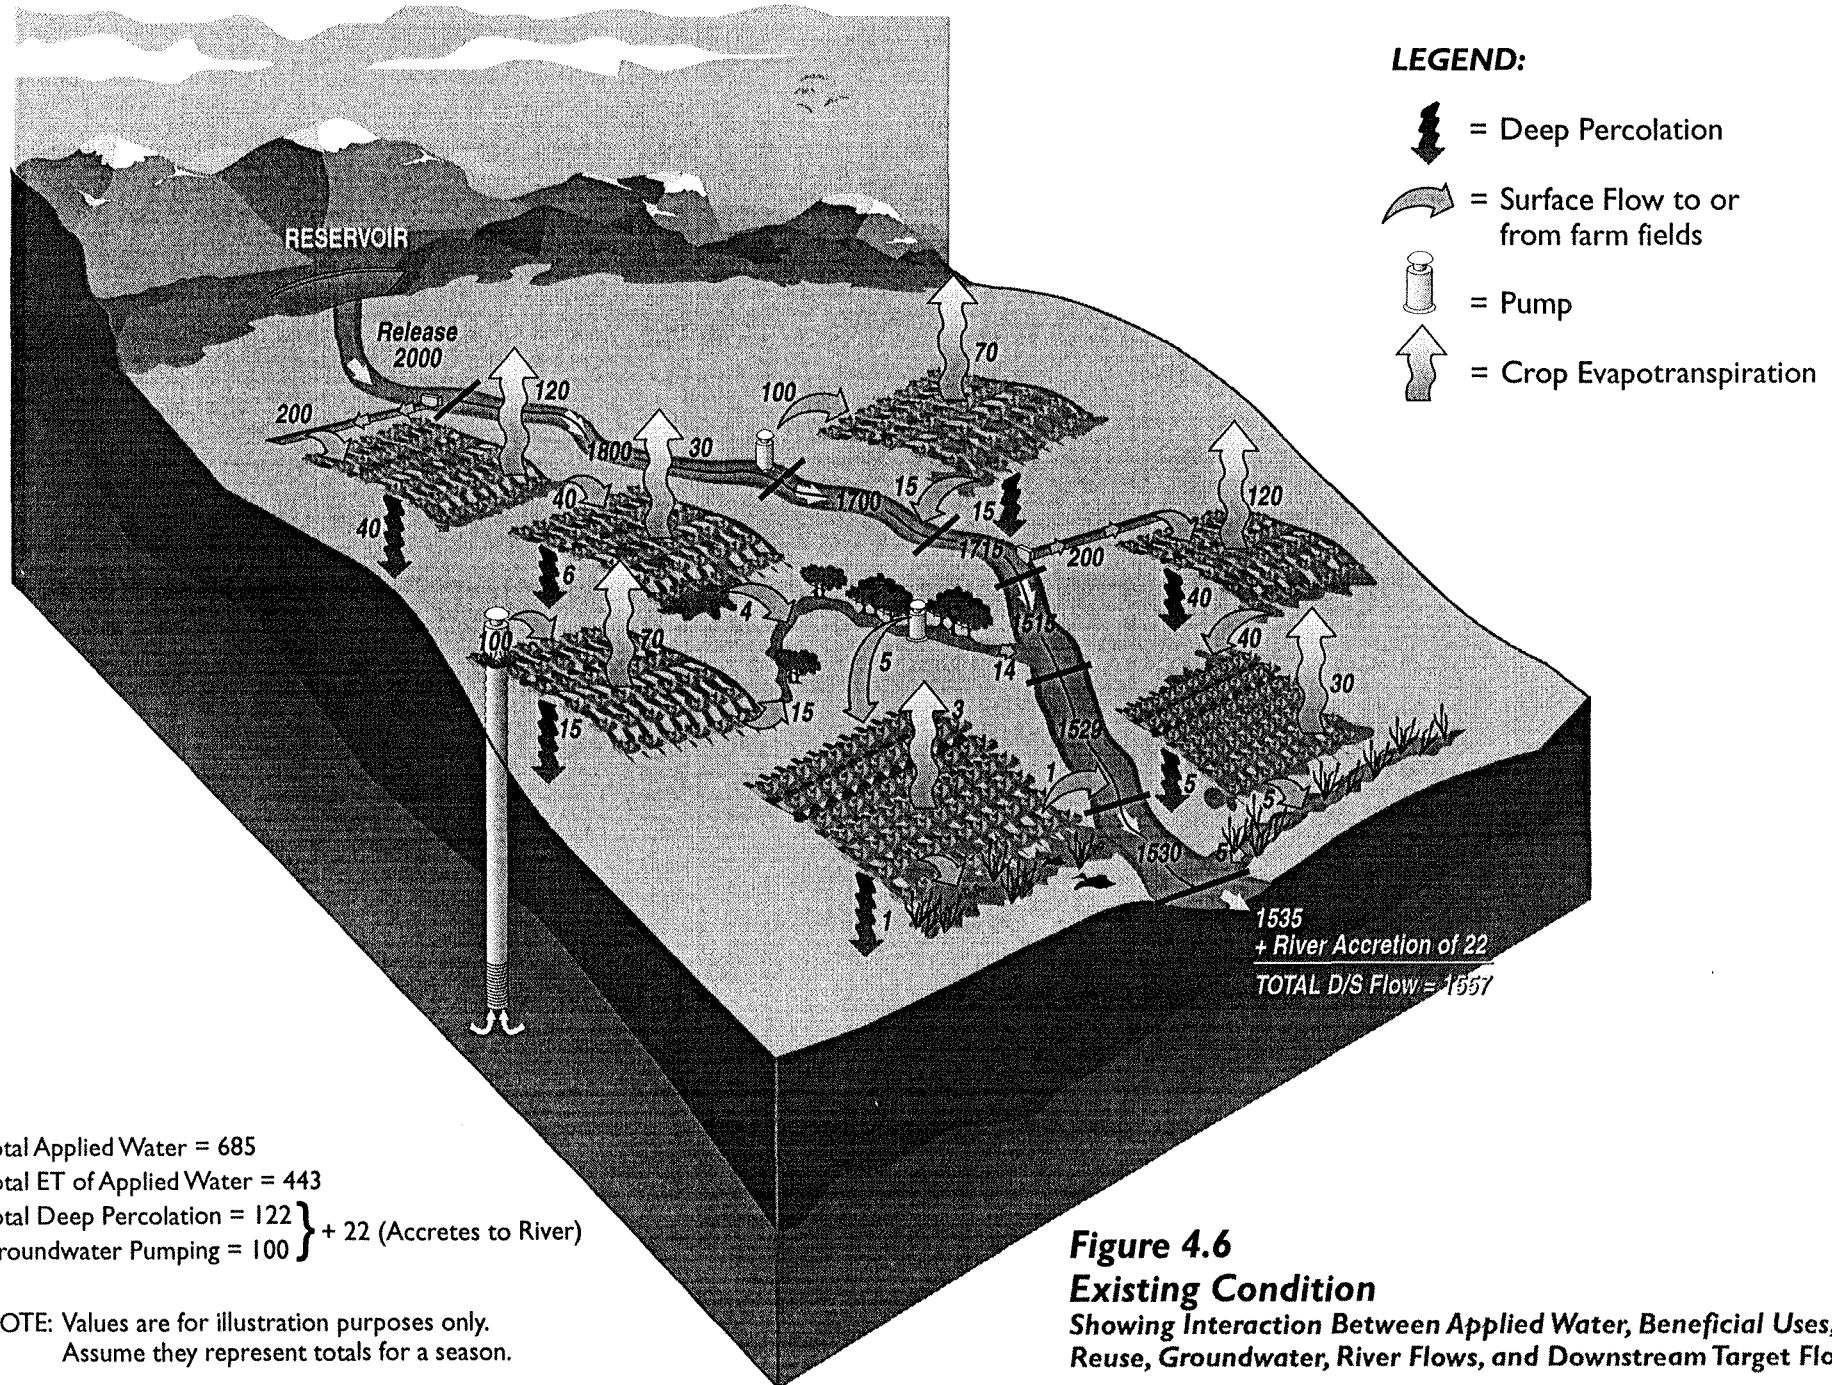 LEGEND:
= Deep Percolation
= Surface Flow to or
from farm fields
= Pump
= Crop Evapotranspiration
RESERVOIR
Release
2000
70
120
100
200
1800
30
40
1700
15
15
120
40
1715
200
6
40
4
1515
100
70
5
14
40
15
15
3
30
1529
1
5
5
1530
1
1535
+ River Accretion of 22
TOTAL D/S Flow = 1557
otal Applied Water = 685
otal ET of Applied Water = 443
otal Deep Percolation = 122
roundwater Pumping = 100
} + 22 (Accretes to River)
OTE: Values are for illustration purposes only.
Assume they represent totals for a season.
Figure 4.6
Existing Condition
Showing Interaction Between Applied Water, Beneficial Uses,
Reuse, Groundwater, River Flows, and Downstream Target Flo